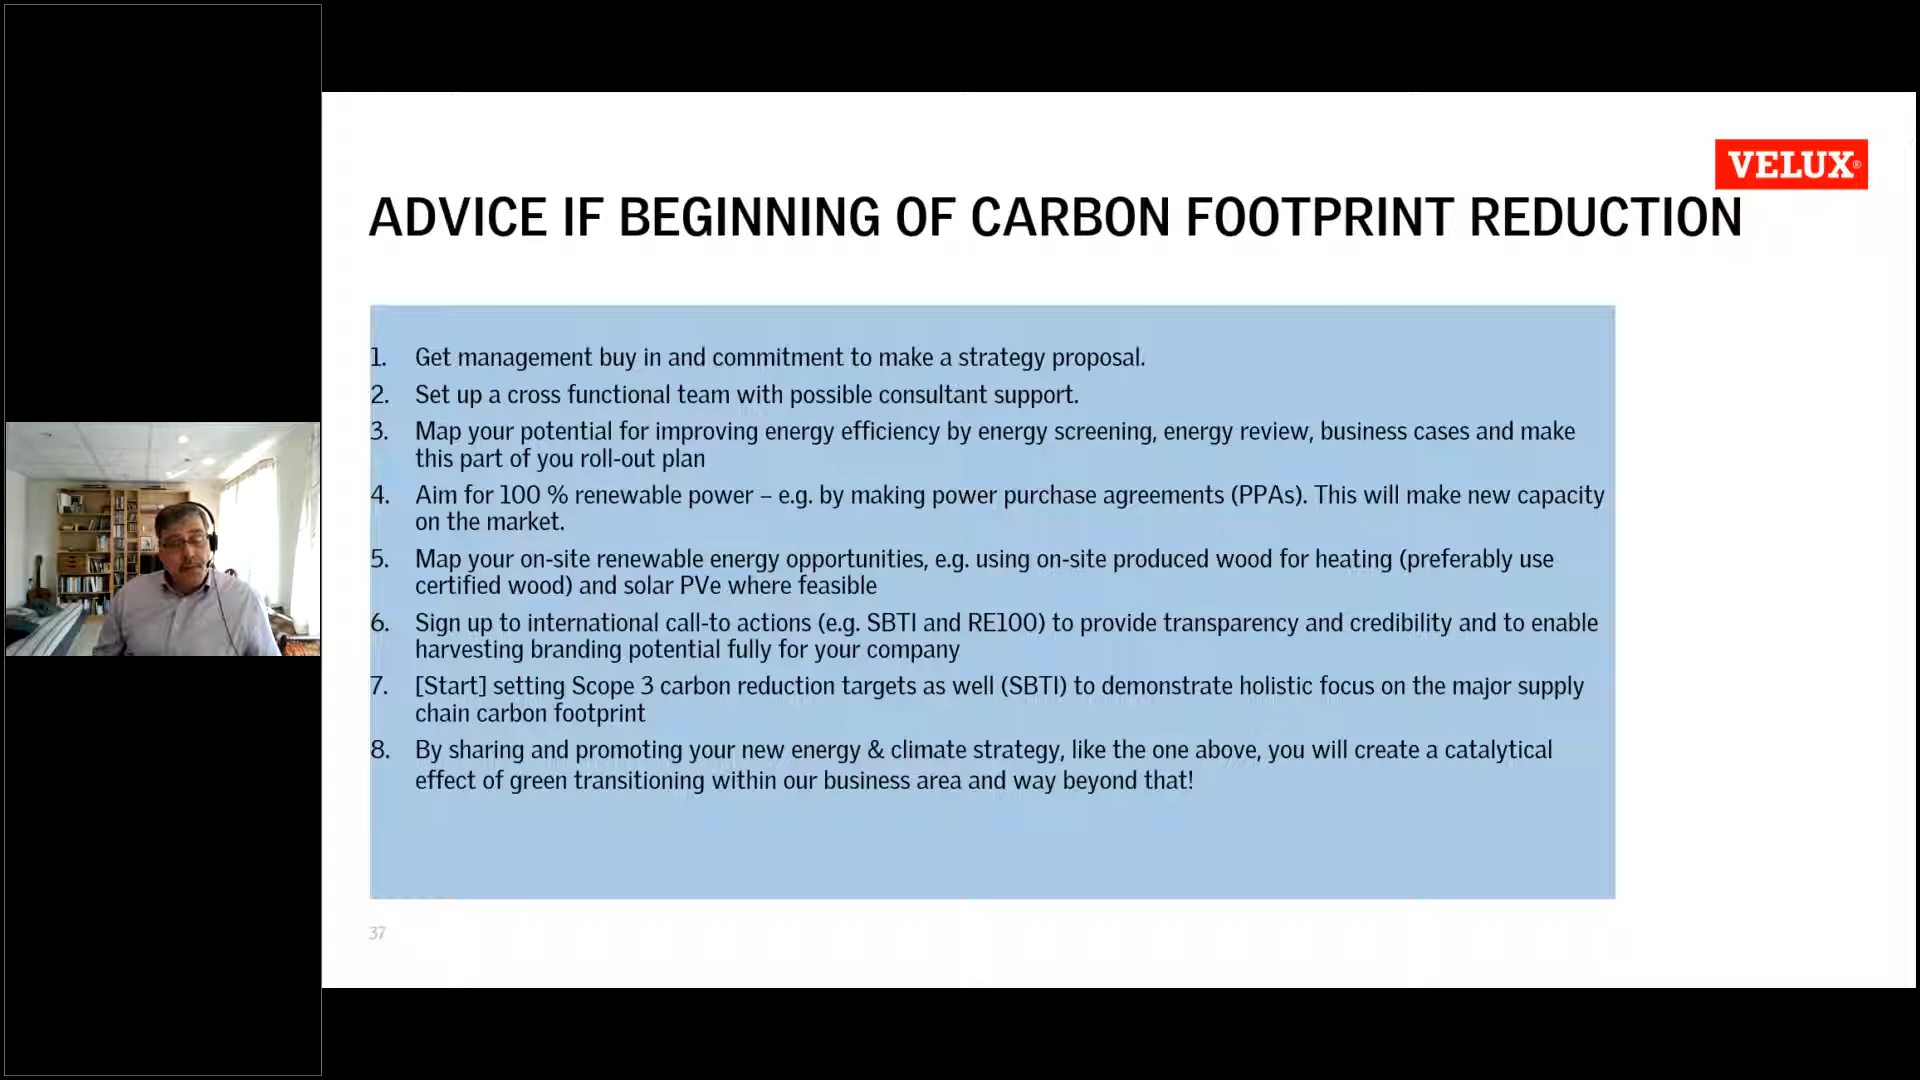 VELUX®
ADVICE IF BEGINNING OF CARBON FOOTPRINT REDUCTION
1. Get management buy in and commitment to make a strategy proposal.
2. Set up a cross functional team with possible consultant support.
3. Map your potential for improving energy efficiency by energy screening, energy review, business cases and make
this part of you roll-out plan
4. Aim for 100 % renewable power – e.g. by making power purchase agreements (PPAs). This will make new capacity
on the market.
5. Map your on-site renewable energy opportunities, e.g. using on-site produced wood for heating (preferably use
certified wood) and solar PVe where feasible
6. Sign up to international call-to actions (e.g. SBTI and RE100) to provide transparency and credibility and to enable
harvesting branding potential fully for your company
7. [Start] setting Scope 3 carbon reduction targets as well (SBTI) to demonstrate holistic focus on the major supply
chain carbon footprint
8. By sharing and promoting your new energy & climate strategy, like the one above, you will create a catalytical
effect of green transitioning within our business area and way beyond that!
37